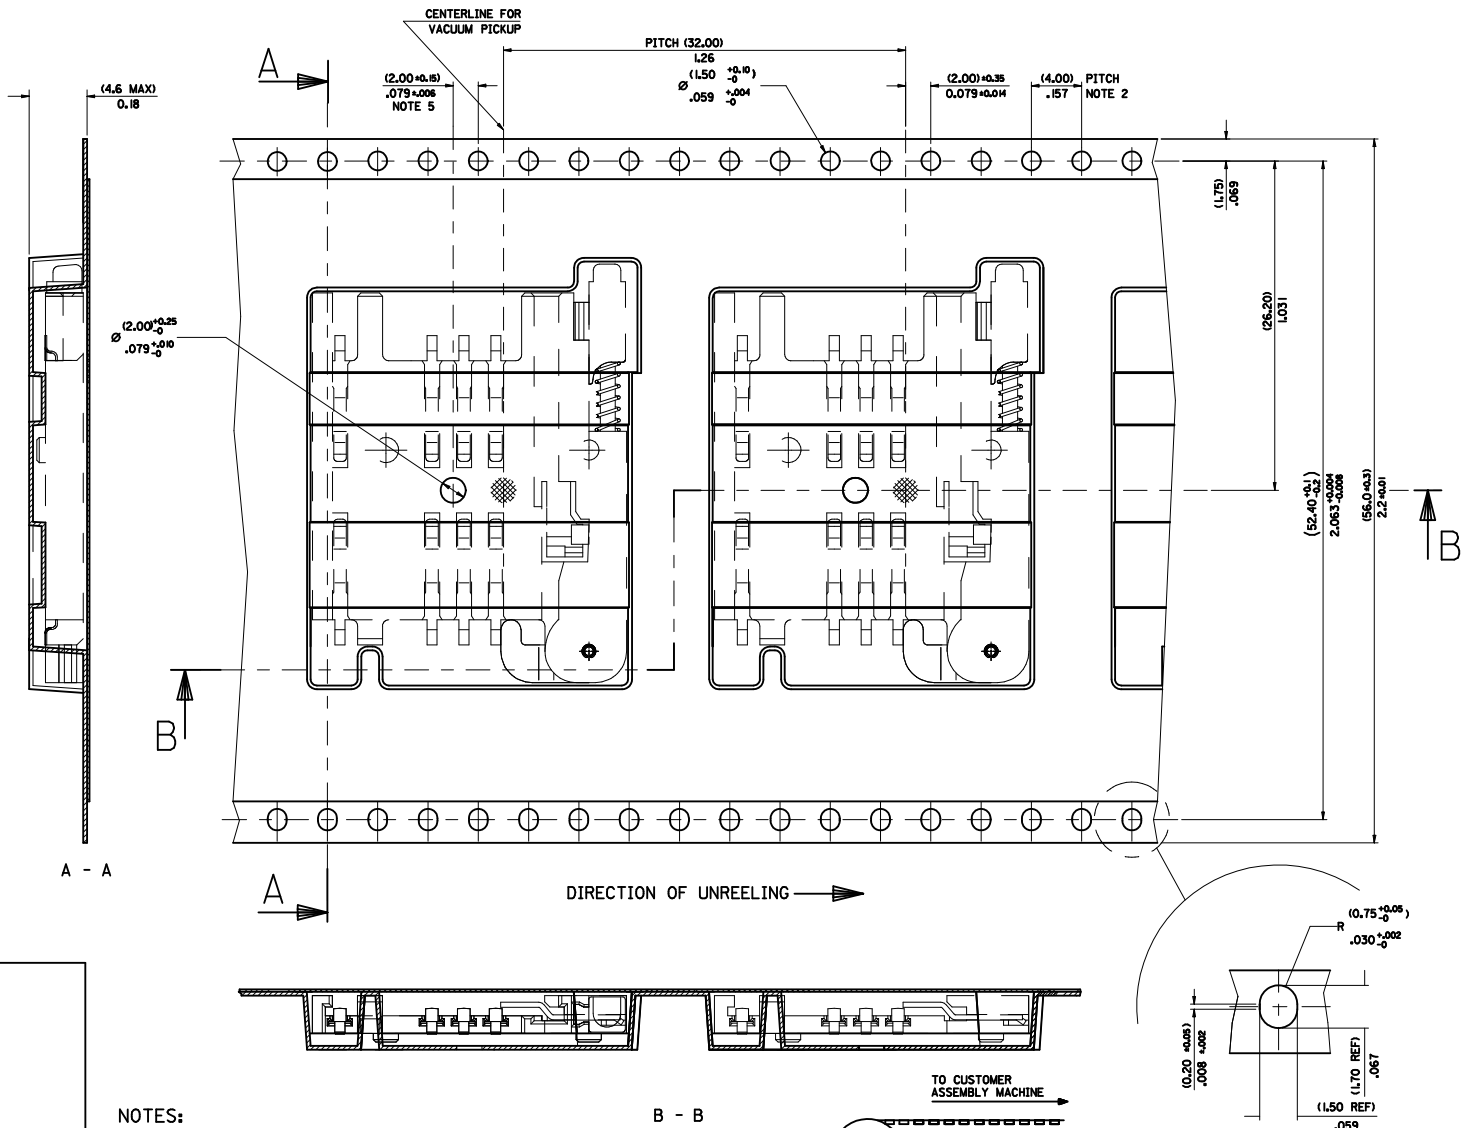 CENTERLINE FOR
VACUUM PICKUP
A
PITCH (32.00)
1.26
(4.6 MAX)
0.18
(2.00±0.15)
.079±.006
NOTE 5
Ø (1.50 +0.10 -0)
.059 +.004 -0
(2.00)±0.35
0.079±0.014
(4.00) PITCH
.157 NOTE 2
(1.75)
.069
Ø (2.00)+0.25 -0
.079+.010 -0
(26.20)
1.031
(52.40 +0.1 -0.2)
2.063 +0.004 -0.008
(56.0±0.3)
2.2±0.01
B
B
A - A
A
DIRECTION OF UNREELING
R (0.75 +0.05 -0)
.030 +.002 -0
(0.20 ±0.05)
.008 ±.002
(1.70 REF)
.067
(1.50 REF)
.059
TO CUSTOMER
ASSEMBLY MACHINE
NOTES:
B - B